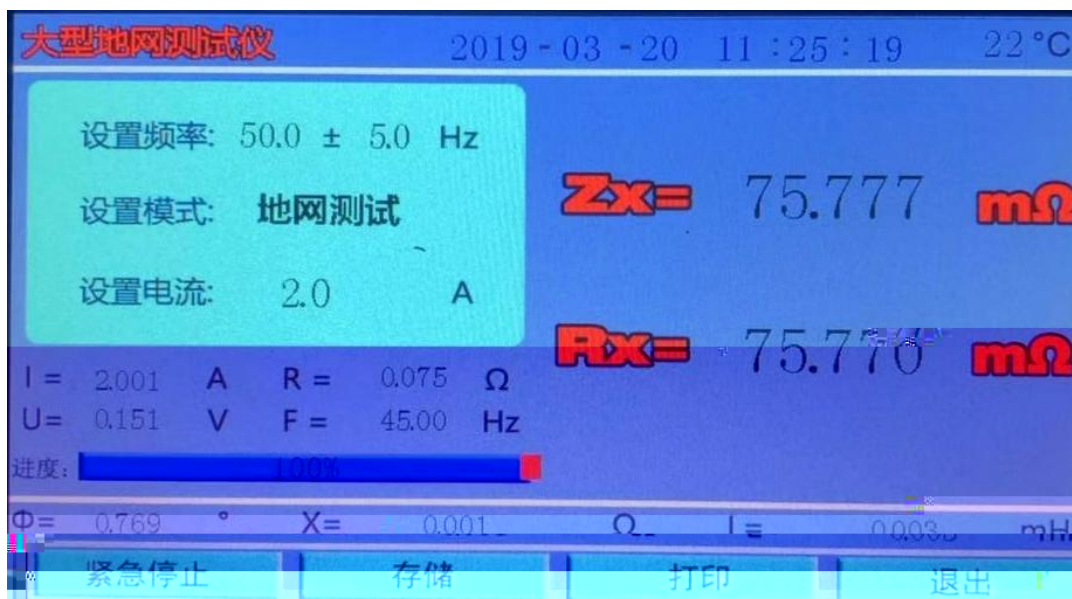 大型地网测试仪 2019-03-20 11:25:19 22°C
设置频率: 50.0 ± 5.0 Hz
设置模式: 地网测试
设置电流: 2.0 A
Zx= 75.777 mΩ
Rx= 75.770 mΩ
I = 2.001 A R = 0.075 Ω
U= 0.151 V F = 45.00 Hz
进度: 100%
Φ= 0.769 ° X= 0.001 Ω L = mH
紧急停止 存储 打印 退出